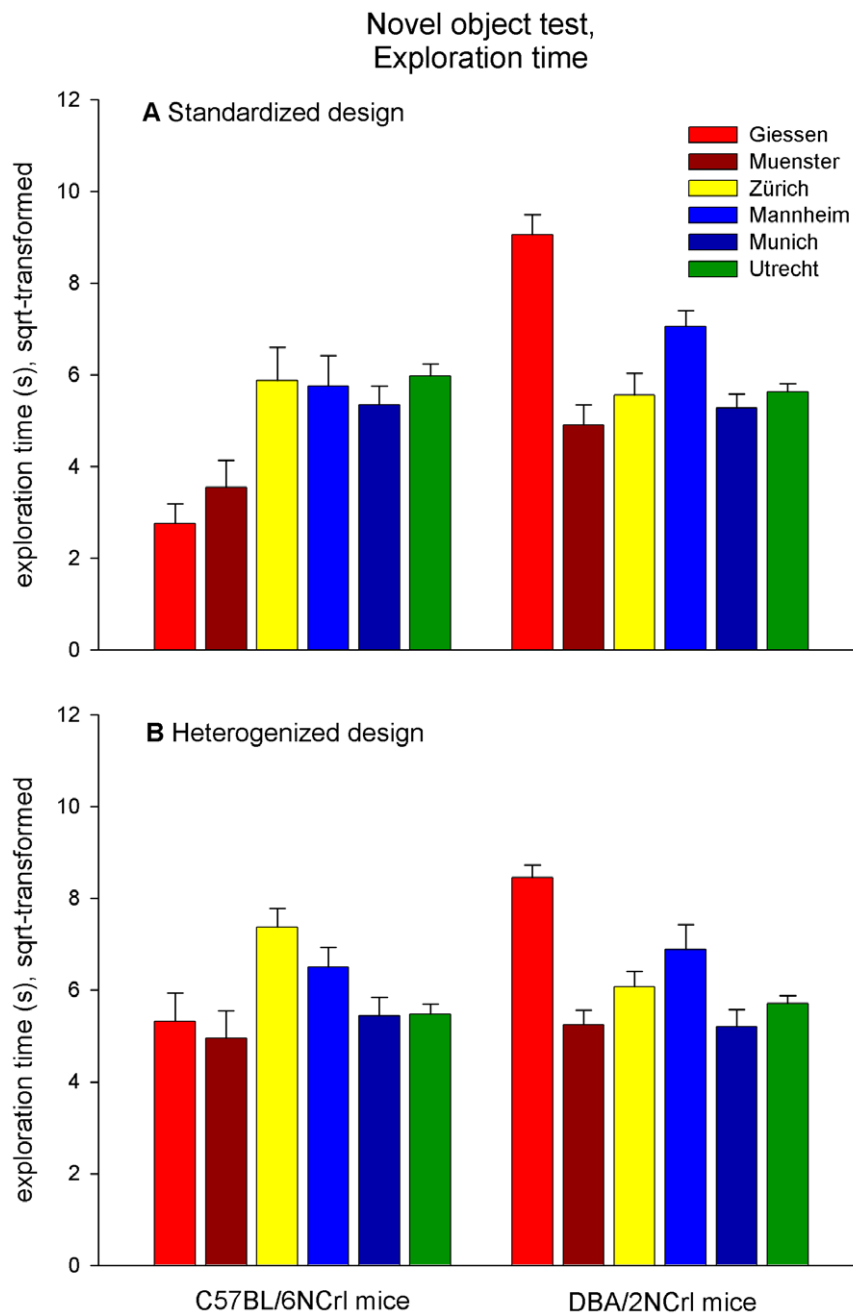 Novel object test,
Exploration time
A Standardized design
12
10
8
6
4
2
0
exploration time (s), sqrt-transformed
Giessen
Muenster
Zürich
Mannheim
Munich
Utrecht
B Heterogenized design
12
10
8
6
4
2
0
exploration time (s), sqrt-transformed
C57BL/6NCrl mice
DBA/2NCrl mice